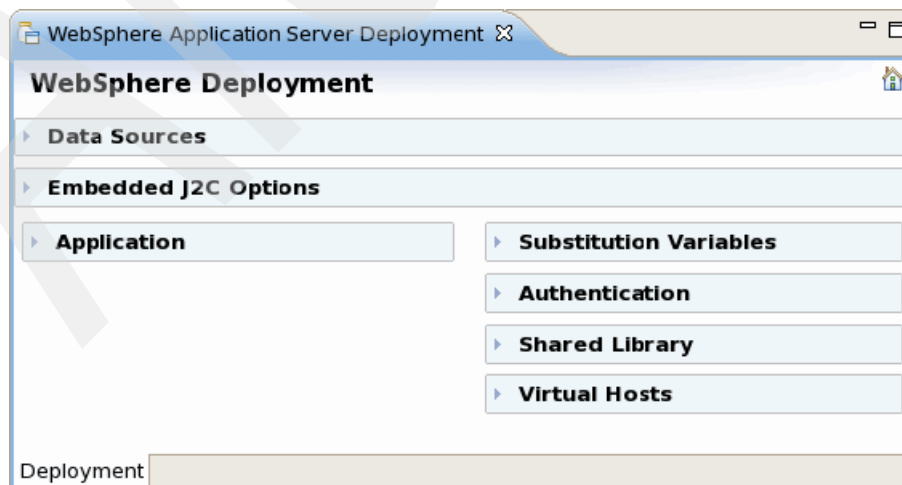 WebSphere Application Server Deployment
WebSphere Deployment
Data Sources
Embedded J2C Options
Application
Substitution Variables
Authentication
Shared Library
Virtual Hosts
Deployment